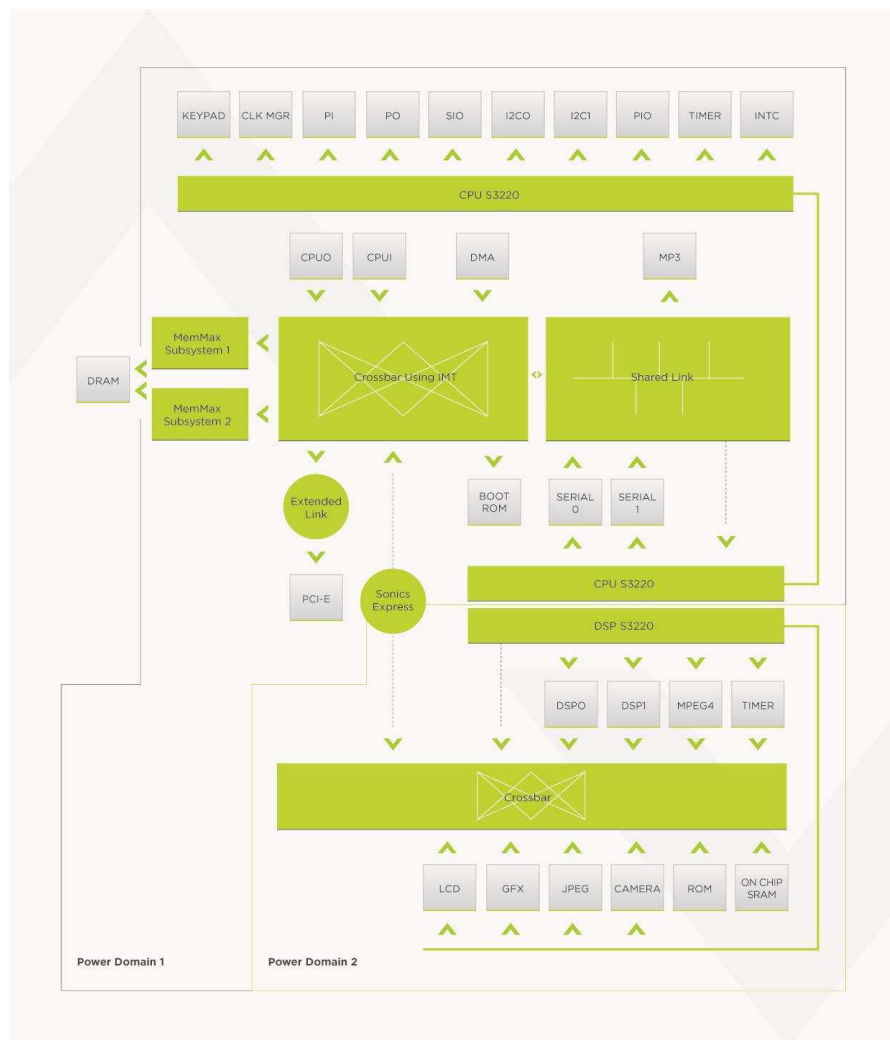 KEYPAD
CLK MGR
PI
PO
SIO
I2CO
I2C1
PIO
TIMER
INTC
CPU S3220
CPUO
CPUI
DMA
MP3
MemMax
Subsystem 1
Crossbar Using IMT
Shared Link
DRAM
MemMax
Subsystem 2
Extended
Link
BOOT
ROM
SERIAL
0
SERIAL
1
PCI-E
Sonics
Express
CPU S3220
DSP S3220
DSPO
DSP1
MPEG4
TIMER
Crossbar
LCD
GFX
JPEG
CAMERA
ROM
ON CHIP
SRAM
Power Domain 1
Power Domain 2